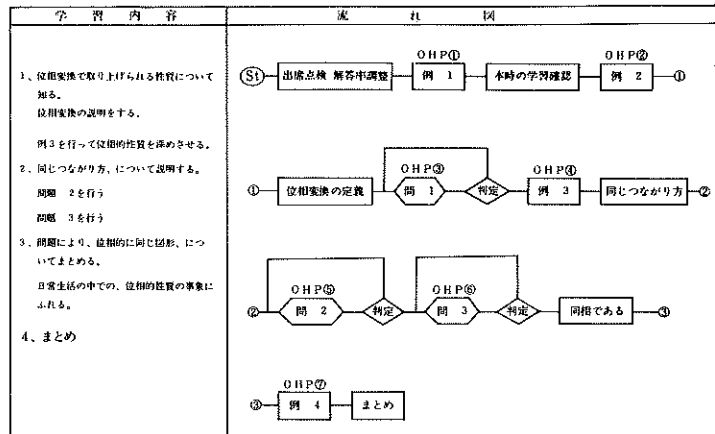 学習内容
流れ図
1、位相変換で取り上げられる性質について
知る。
位相変換の説明をする。
例3を行って位相的性質を深めさせる。
2、同じつながり方、について説明する。
問題 2を行う
問題 3を行う
3、問題により、位相的に同じ図形、につ
いてまとめる。
日常生活の中での、位相的性質の事象に
ふれる。
4、まとめ
OHP① OHP②
St 出席点検 解答率調整 例 1 本時の学習確認 例 2 ①
OHP③ OHP④
① 位相変換の定義 問 1 判定 例 3 同じつながり方 ②
OHP⑤ OHP⑥
② 問 2 判定 問 3 判定 同相である ③
OHP⑦
③ 例 4 まとめ